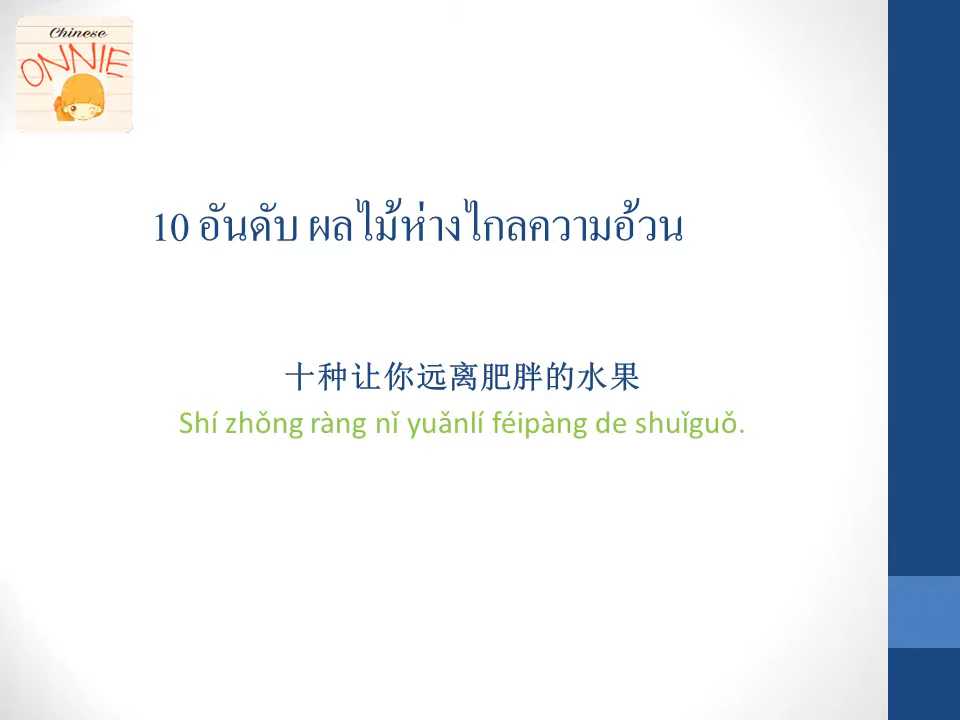 Chinese
ONNIE
10 อันดับ ผลไม้ห่างไกลความอ้วน
十种让你远离肥胖的水果
Shí zhǒng ràng nǐ yuǎnlí féipàng de shuǐguǒ.